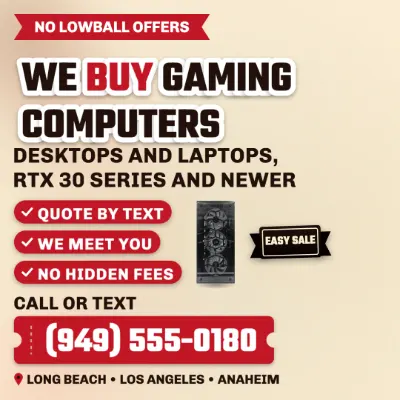 NO LOWBALL OFFERS
WE BUY GAMING
COMPUTERS
DESKTOPS AND LAPTOPS,
RTX 30 SERIES AND NEWER
QUOTE BY TEXT
WE MEET YOU
NO HIDDEN FEES
EASY SALE
CALL OR TEXT
(949) 555-0180
LONG BEACH • LOS ANGELES • ANAHEIM